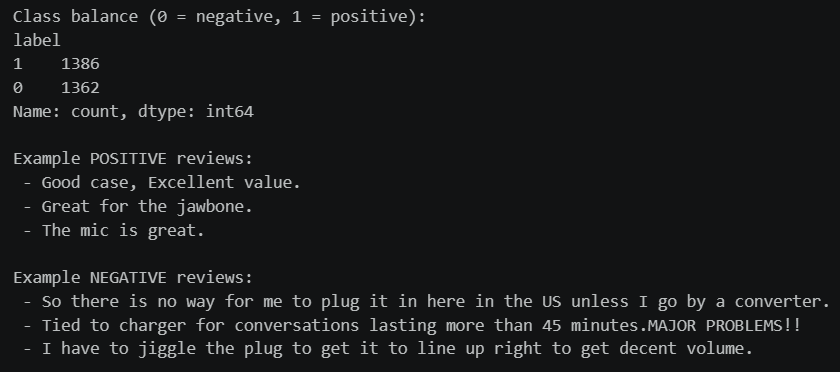 Class balance (0 = negative, 1 = positive):
label
1    1386
0    1362
Name: count, dtype: int64

Example POSITIVE reviews:
 - Good case, Excellent value.
 - Great for the jawbone.
 - The mic is great.

Example NEGATIVE reviews:
 - So there is no way for me to plug it in here in the US unless I go by a converter.
 - Tied to charger for conversations lasting more than 45 minutes.MAJOR PROBLEMS!!
 - I have to jiggle the plug to get it to line up right to get decent volume.